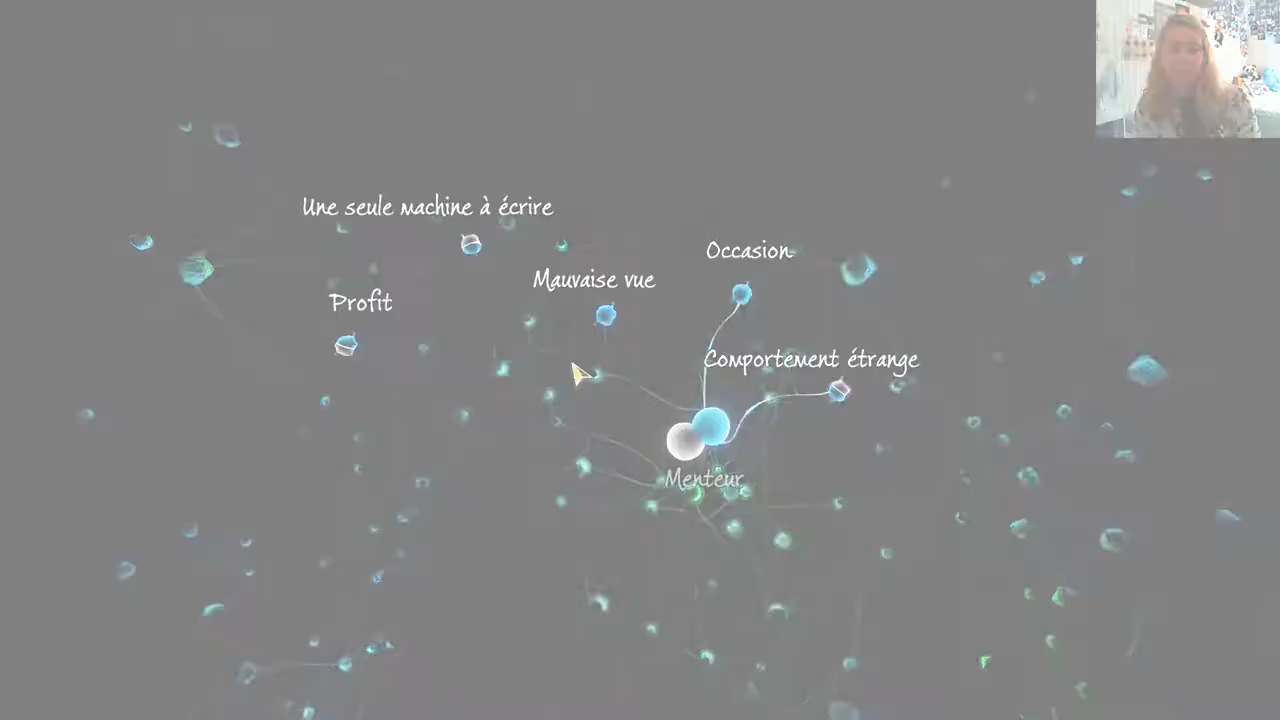 Une seule machine à écrire
Occasion
Mauvaise vue
Profit
Comportement étrange
Menteur